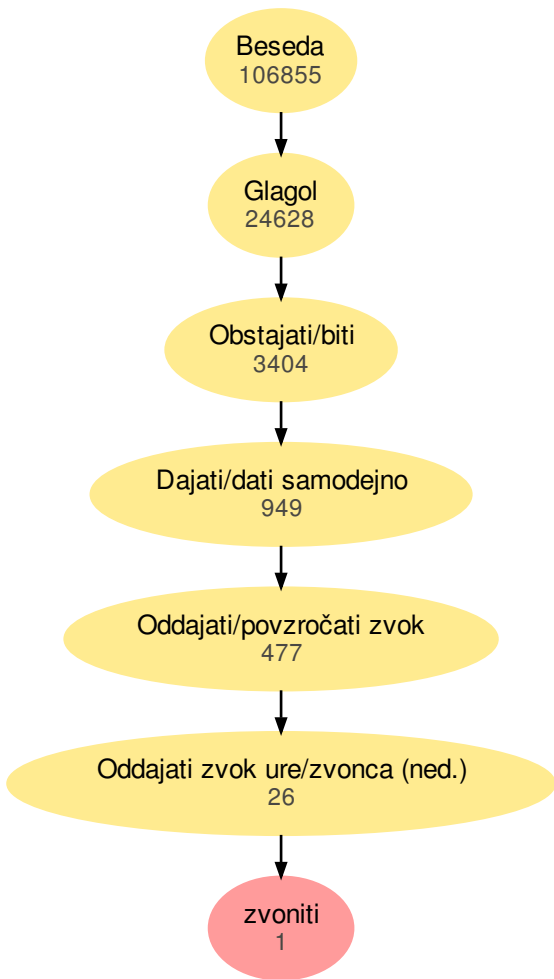 Beseda
106855
Glagol
24628
Obstajati/biti
3404
Dajati/dati samodejno
949
Oddajati/povzročati zvok
477
Oddajati zvok ure/zvonca (ned.)
26
zvoniti
1